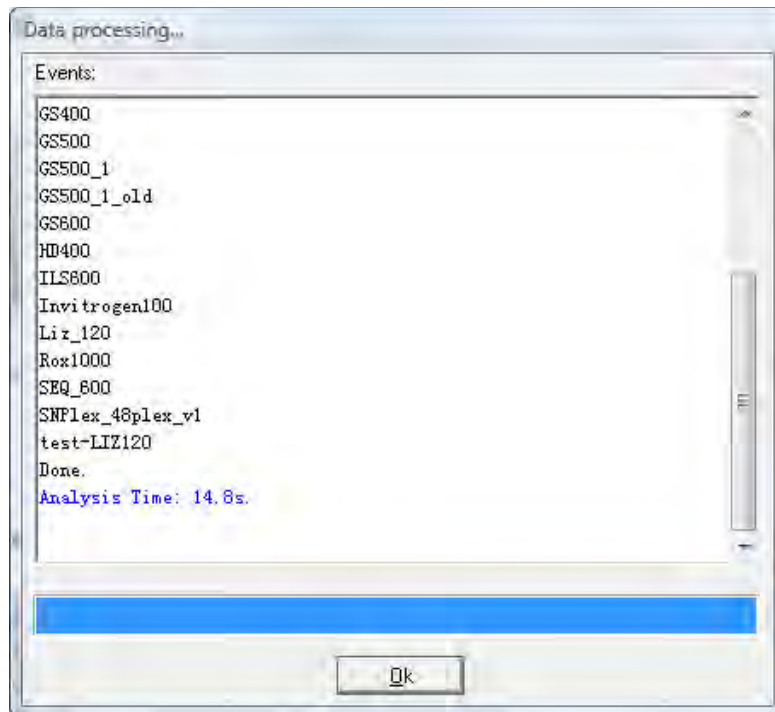 Data processing...
Events:
GS400
GS500
GS500_1
GS500_1_old
GS600
HD400
ILS600
Invitrogen100
Liz_120
Rox1000
SEQ_600
SNPlex_48plex_v1
test-LIZ120
Done.
Analysis Time: 14.8s.
Ok